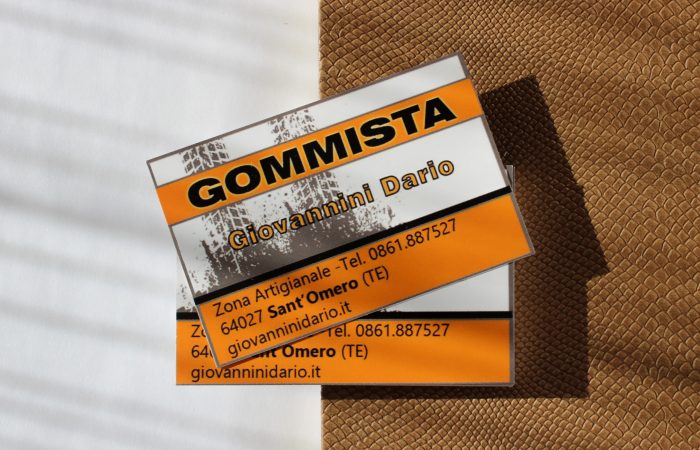 GOMMISTA
Giovannini Dario
Zona Artigianale -Tel. 0861.887527
64027 Sant'Omero (TE)
giovanninidario.it
Tel. 0861.887527
Sant'Omero (TE)
giovanninidario.it